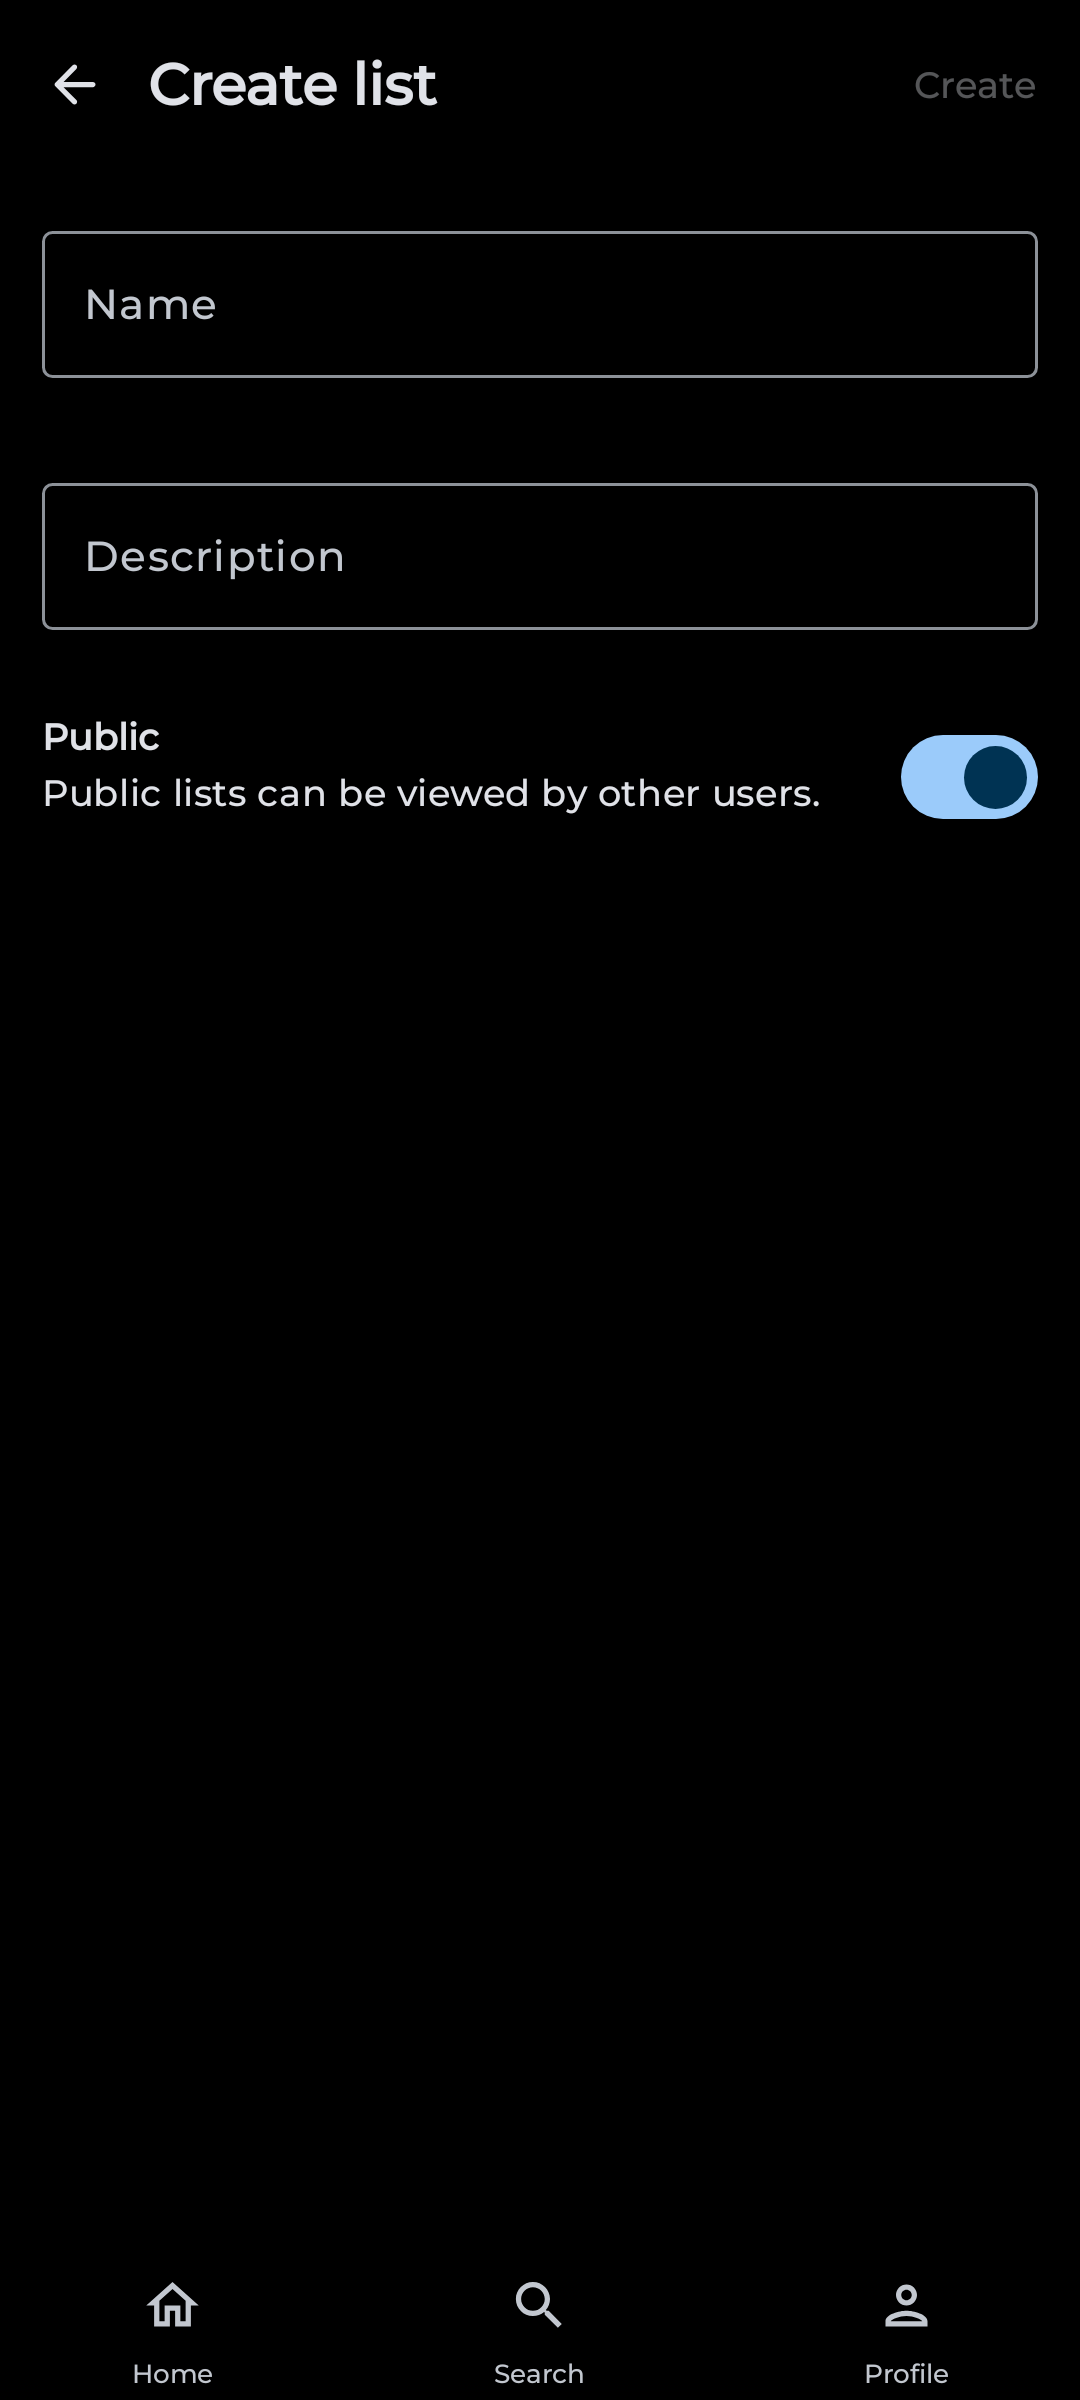 Create list
Create
Name
Description
Public
Public lists can be viewed by other users.
Home
Search
Profile